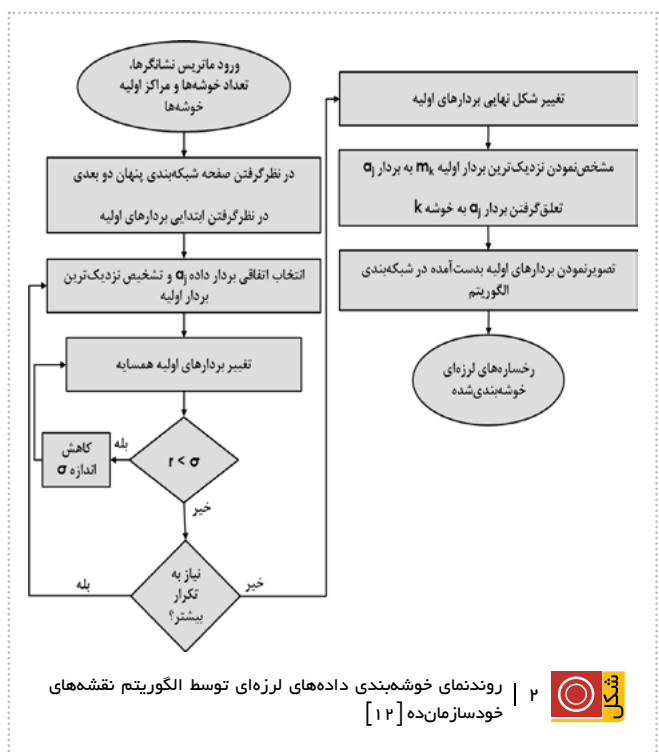 ورود ماتریس نشانگرها،
تعداد خوشه‌ها و مراکز اولیه
خوشه‌ها
در نظرگرفتن صفحه شبکه‌بندی پنهان دو بعدی
در نظرگرفتن ابتدایی بردارهای اولیه
انتخاب اتفاقی بردار داده aj و تشخیص نزدیک‌ترین
بردار اولیه
تغییر بردارهای اولیه همسایه
r < σ
بله
کاهش
اندازه σ
خیر
نیاز به
تکرار
بیشتر؟
بله
خیر
تغییر شکل نهایی بردارهای اولیه
مشخص‌نمودن نزدیک‌ترین بردار اولیه mk به بردار aj
تعلق‌گرفتن بردار aj به خوشه k
تصویرنمودن بردارهای اولیه بدست‌آمده در شبکه‌بندی
الگوریتم
رخساره‌های لرزه‌ای
خوشه‌بندی‌شده
شکل
۲ | روندنمای خوشه‌بندی داده‌های لرزه‌ای توسط الگوریتم نقشه‌های
خودسازمان‌ده [۱۲]